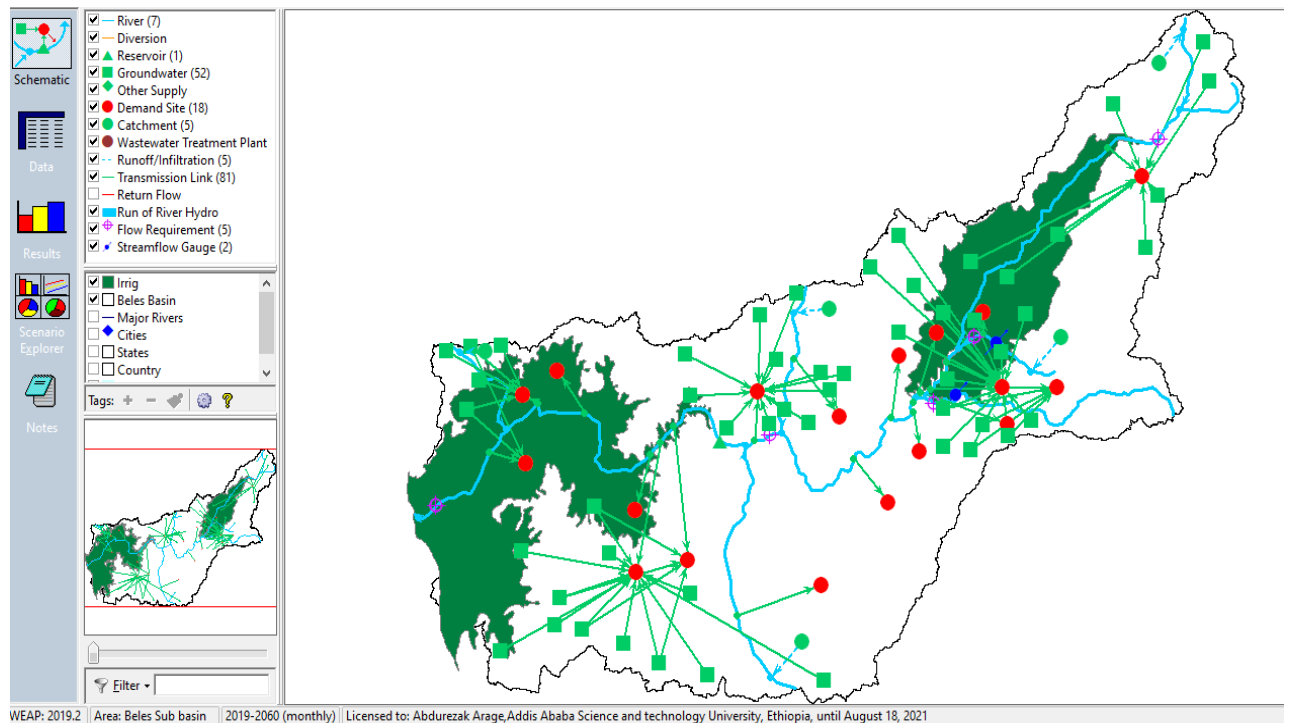 Schematic
Data
Results
Scenario
Explorer
Notes
River (7)
Diversion
Reservoir (1)
Groundwater (52)
Other Supply
Demand Site (18)
Catchment (5)
Wastewater Treatment Plant
Runoff/Infiltration (5)
Transmission Link (81)
Return Flow
Run of River Hydro
Flow Requirement (5)
Streamflow Gauge (2)
Irrig
Beles Basin
Major Rivers
Cities
States
Country
Tags:
Filter
WEAP: 2019.2 Area: Beles Sub basin 2019-2060 (monthly) Licensed to: Abdurezak Arage,Addis Ababa Science and technology University, Ethiopia, until August 18, 2021